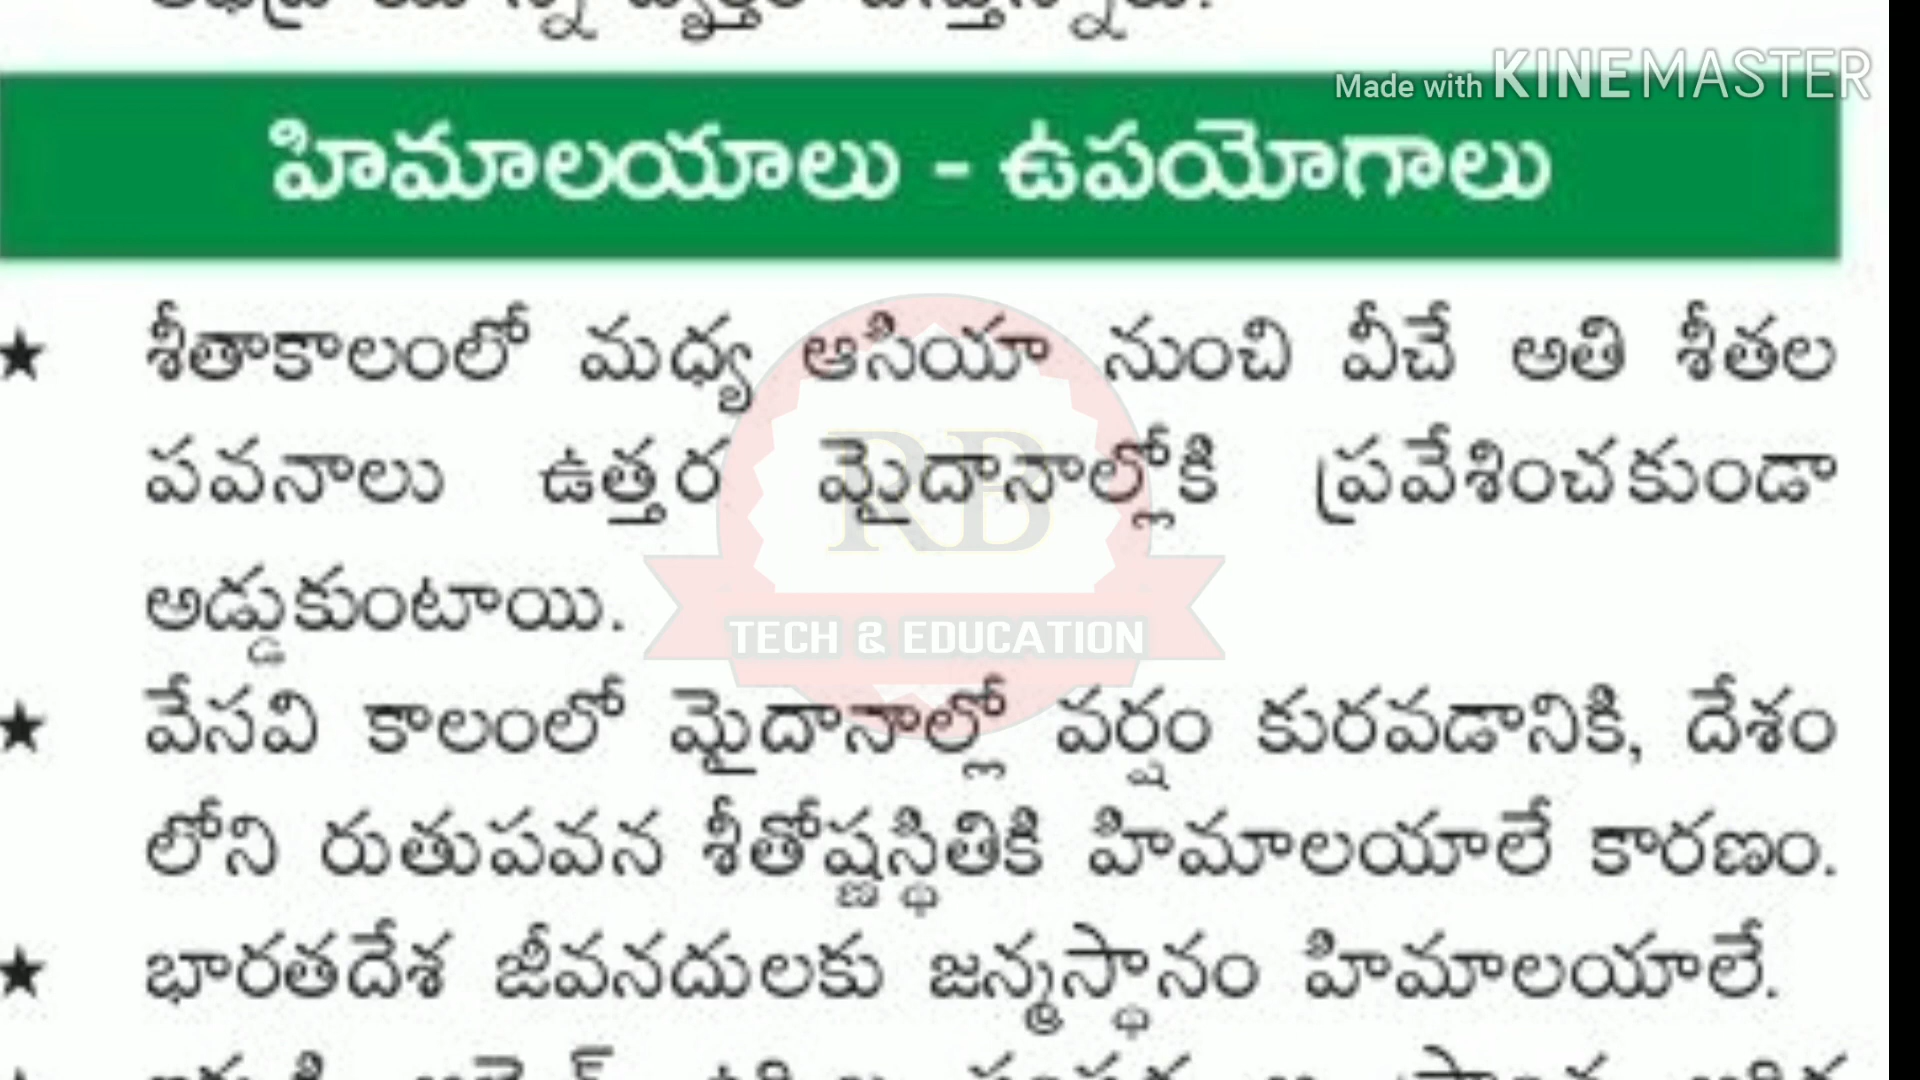 Made with KINEMASTER
హిమాలయాలు - ఉపయోగాలు
★ శీతాకాలంలో మధ్య ఆసియా నుంచి వీచే అతి శీతల
పవనాలు ఉత్తర మైదానాల్లోకి ప్రవేశించకుండా
అడ్డుకుంటాయి.
RB
TECH & EDUCATION
★ వేసవి కాలంలో మైదానాల్లో వర్షం కురవడానికి, దేశం
లోని రుతుపవన శీతోష్ణస్థితికి హిమాలయాలే కారణం.
★ భారతదేశ జీవనదులకు జన్మస్థానం హిమాలయాలే.